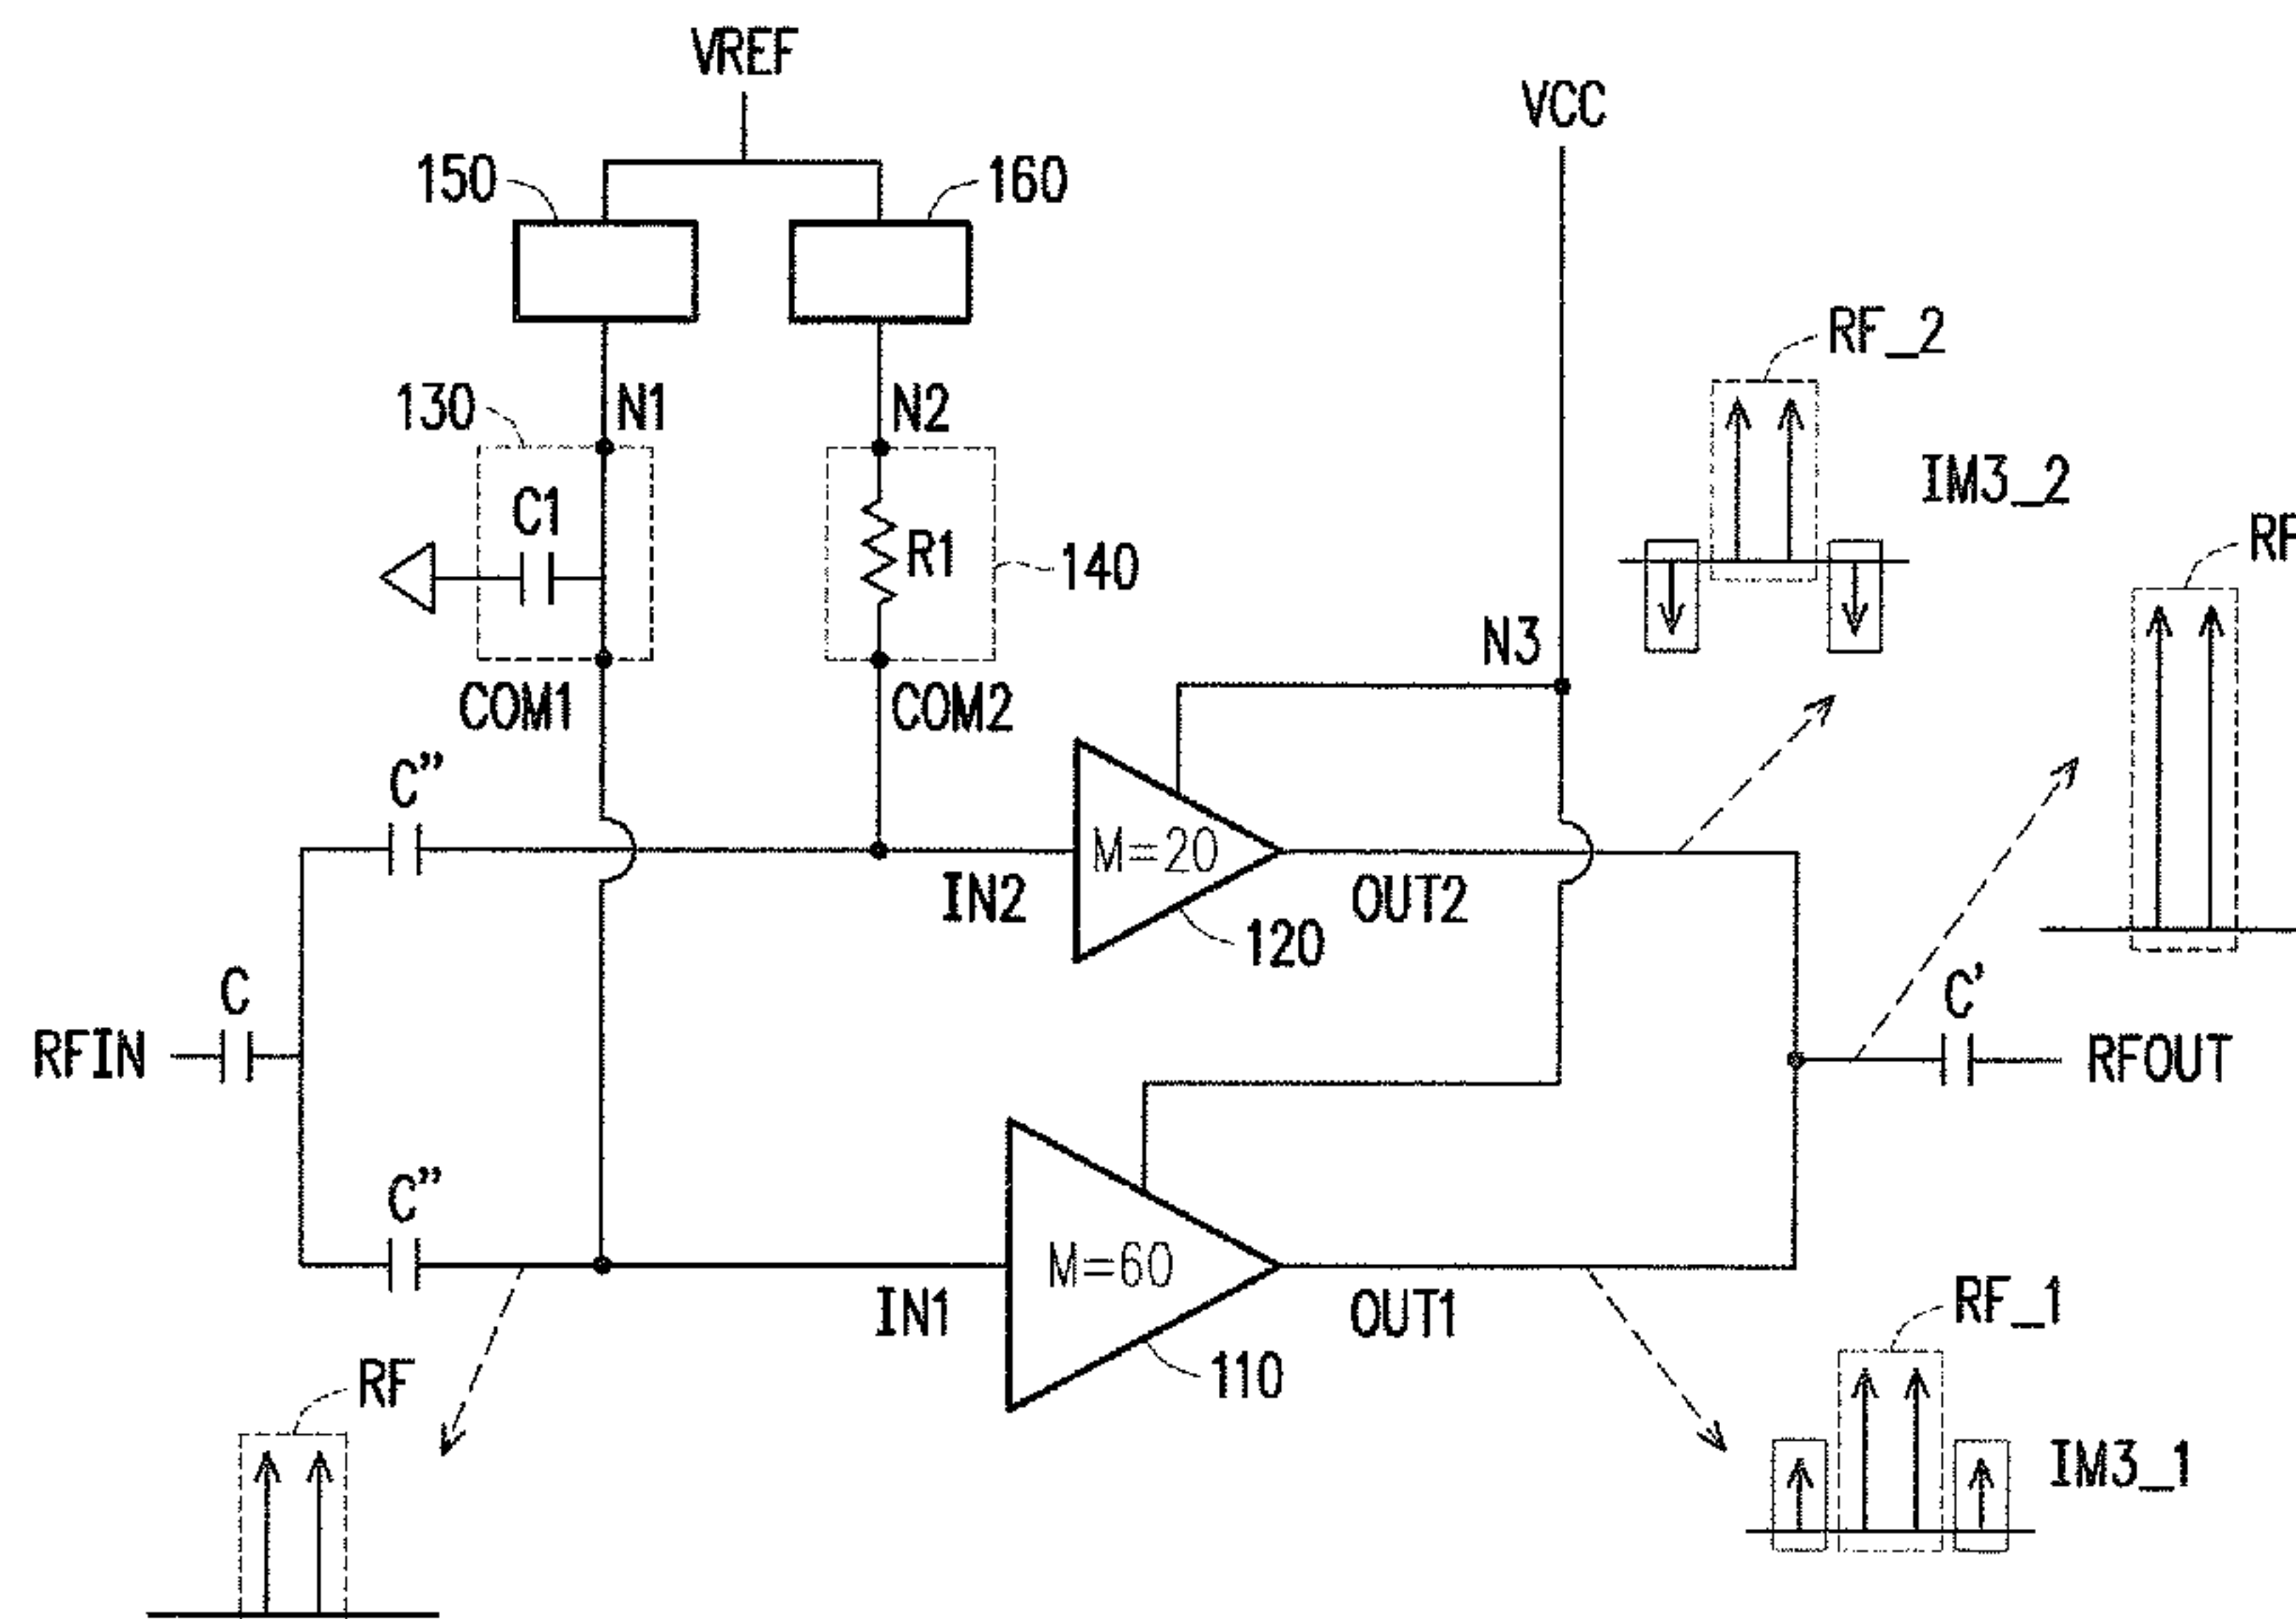 VREF
VCC
150
160
RF_2
130
N1
N2
IM3_2
C1
R1
140
RF
N3
COM1
COM2
C"
M=20
IN2
OUT2
120
C
C'
RFIN
RFOUT
C"
M=60
IN1
OUT1
RF_1
110
RF
IM3_1